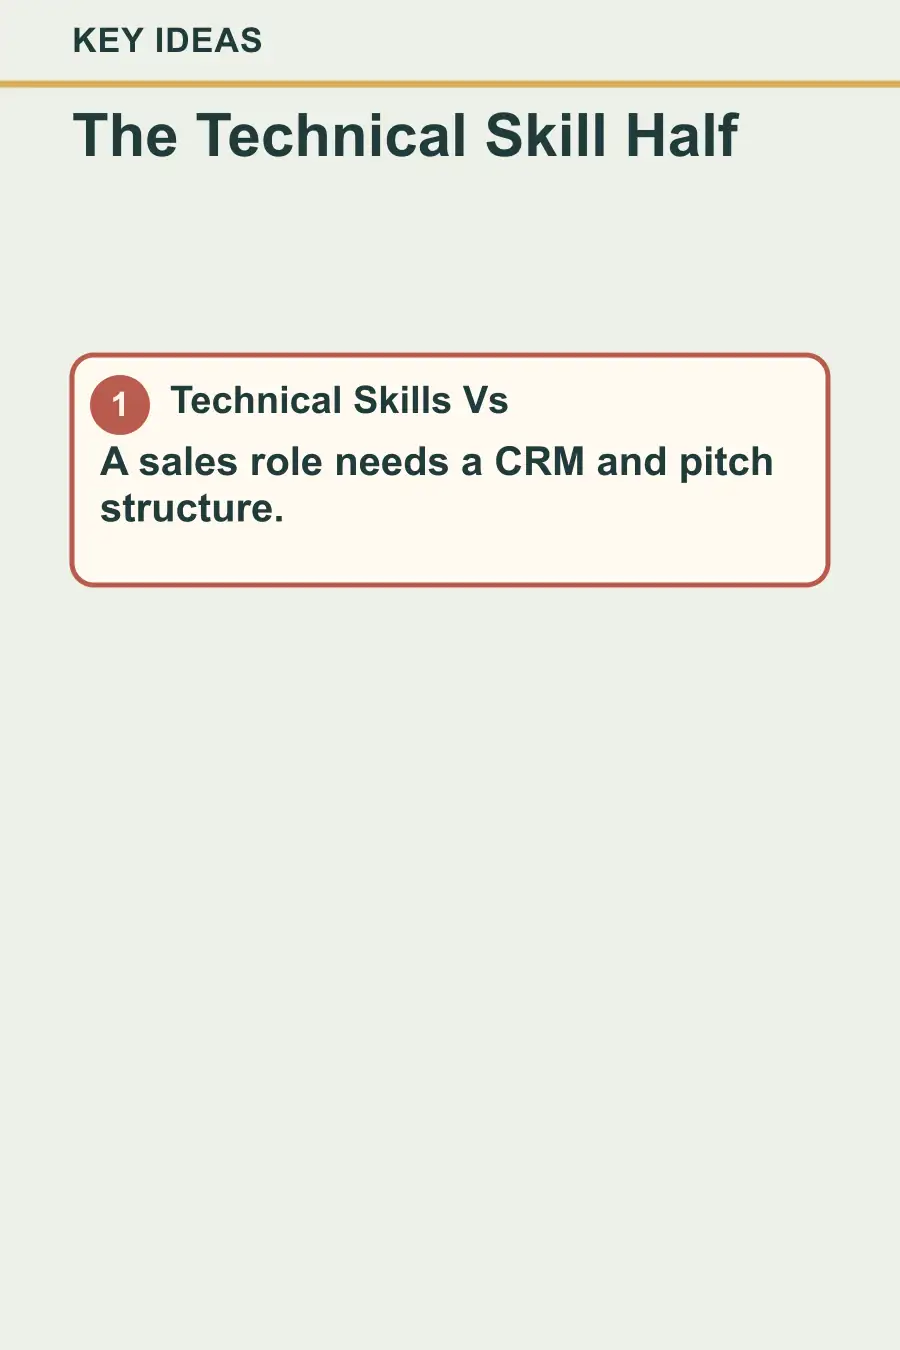 KEY IDEAS
The Technical Skill Half
1 Technical Skills Vs
A sales role needs a CRM and pitch
structure.